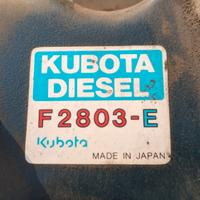 KUBOTA
DIESEL
F2803-E
Kubota
MADE IN JAPAN